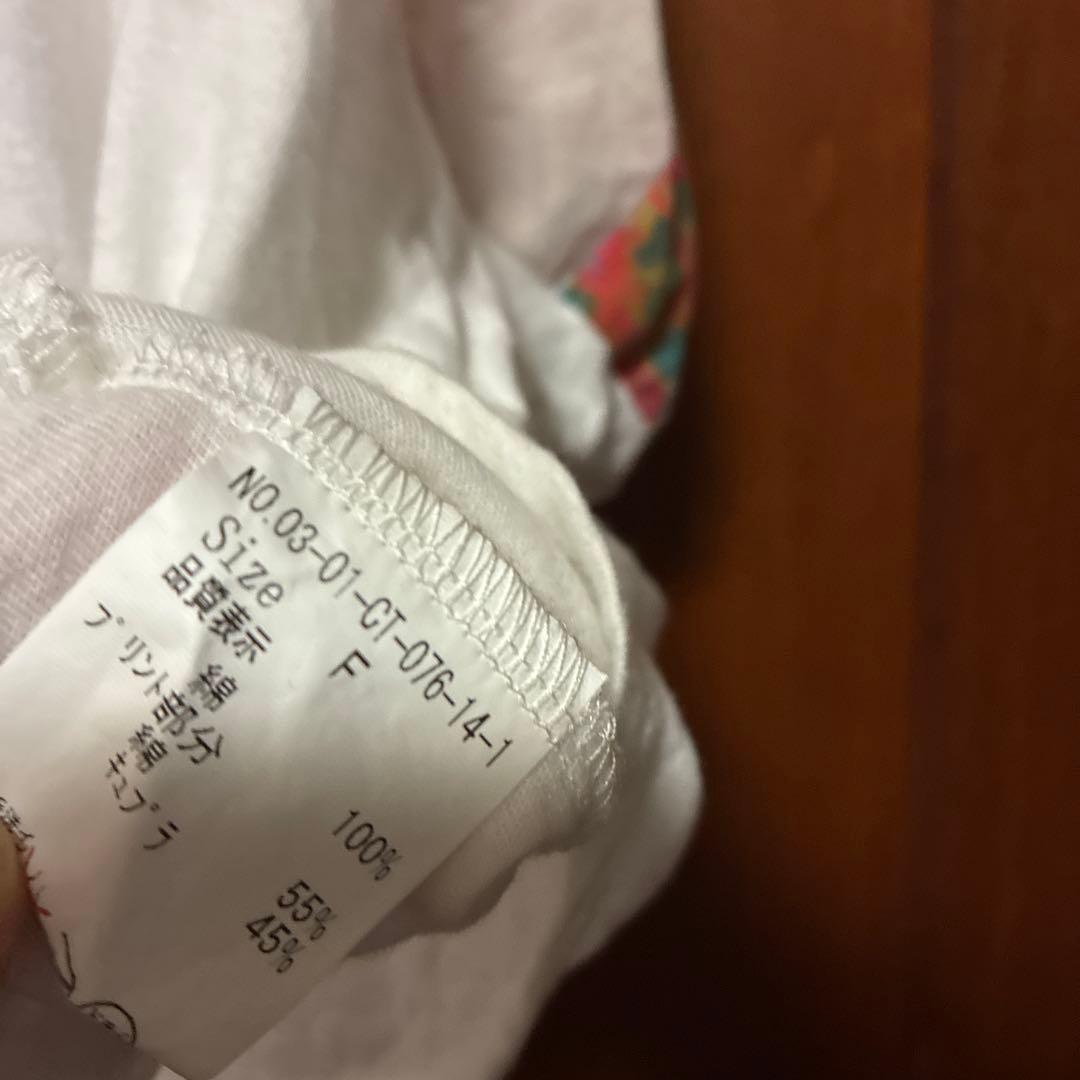 NO.03-01-CT-076-14-1
Size F
品質表示
綿 100%
プリント部分
綿 55%
キュプラ 45%